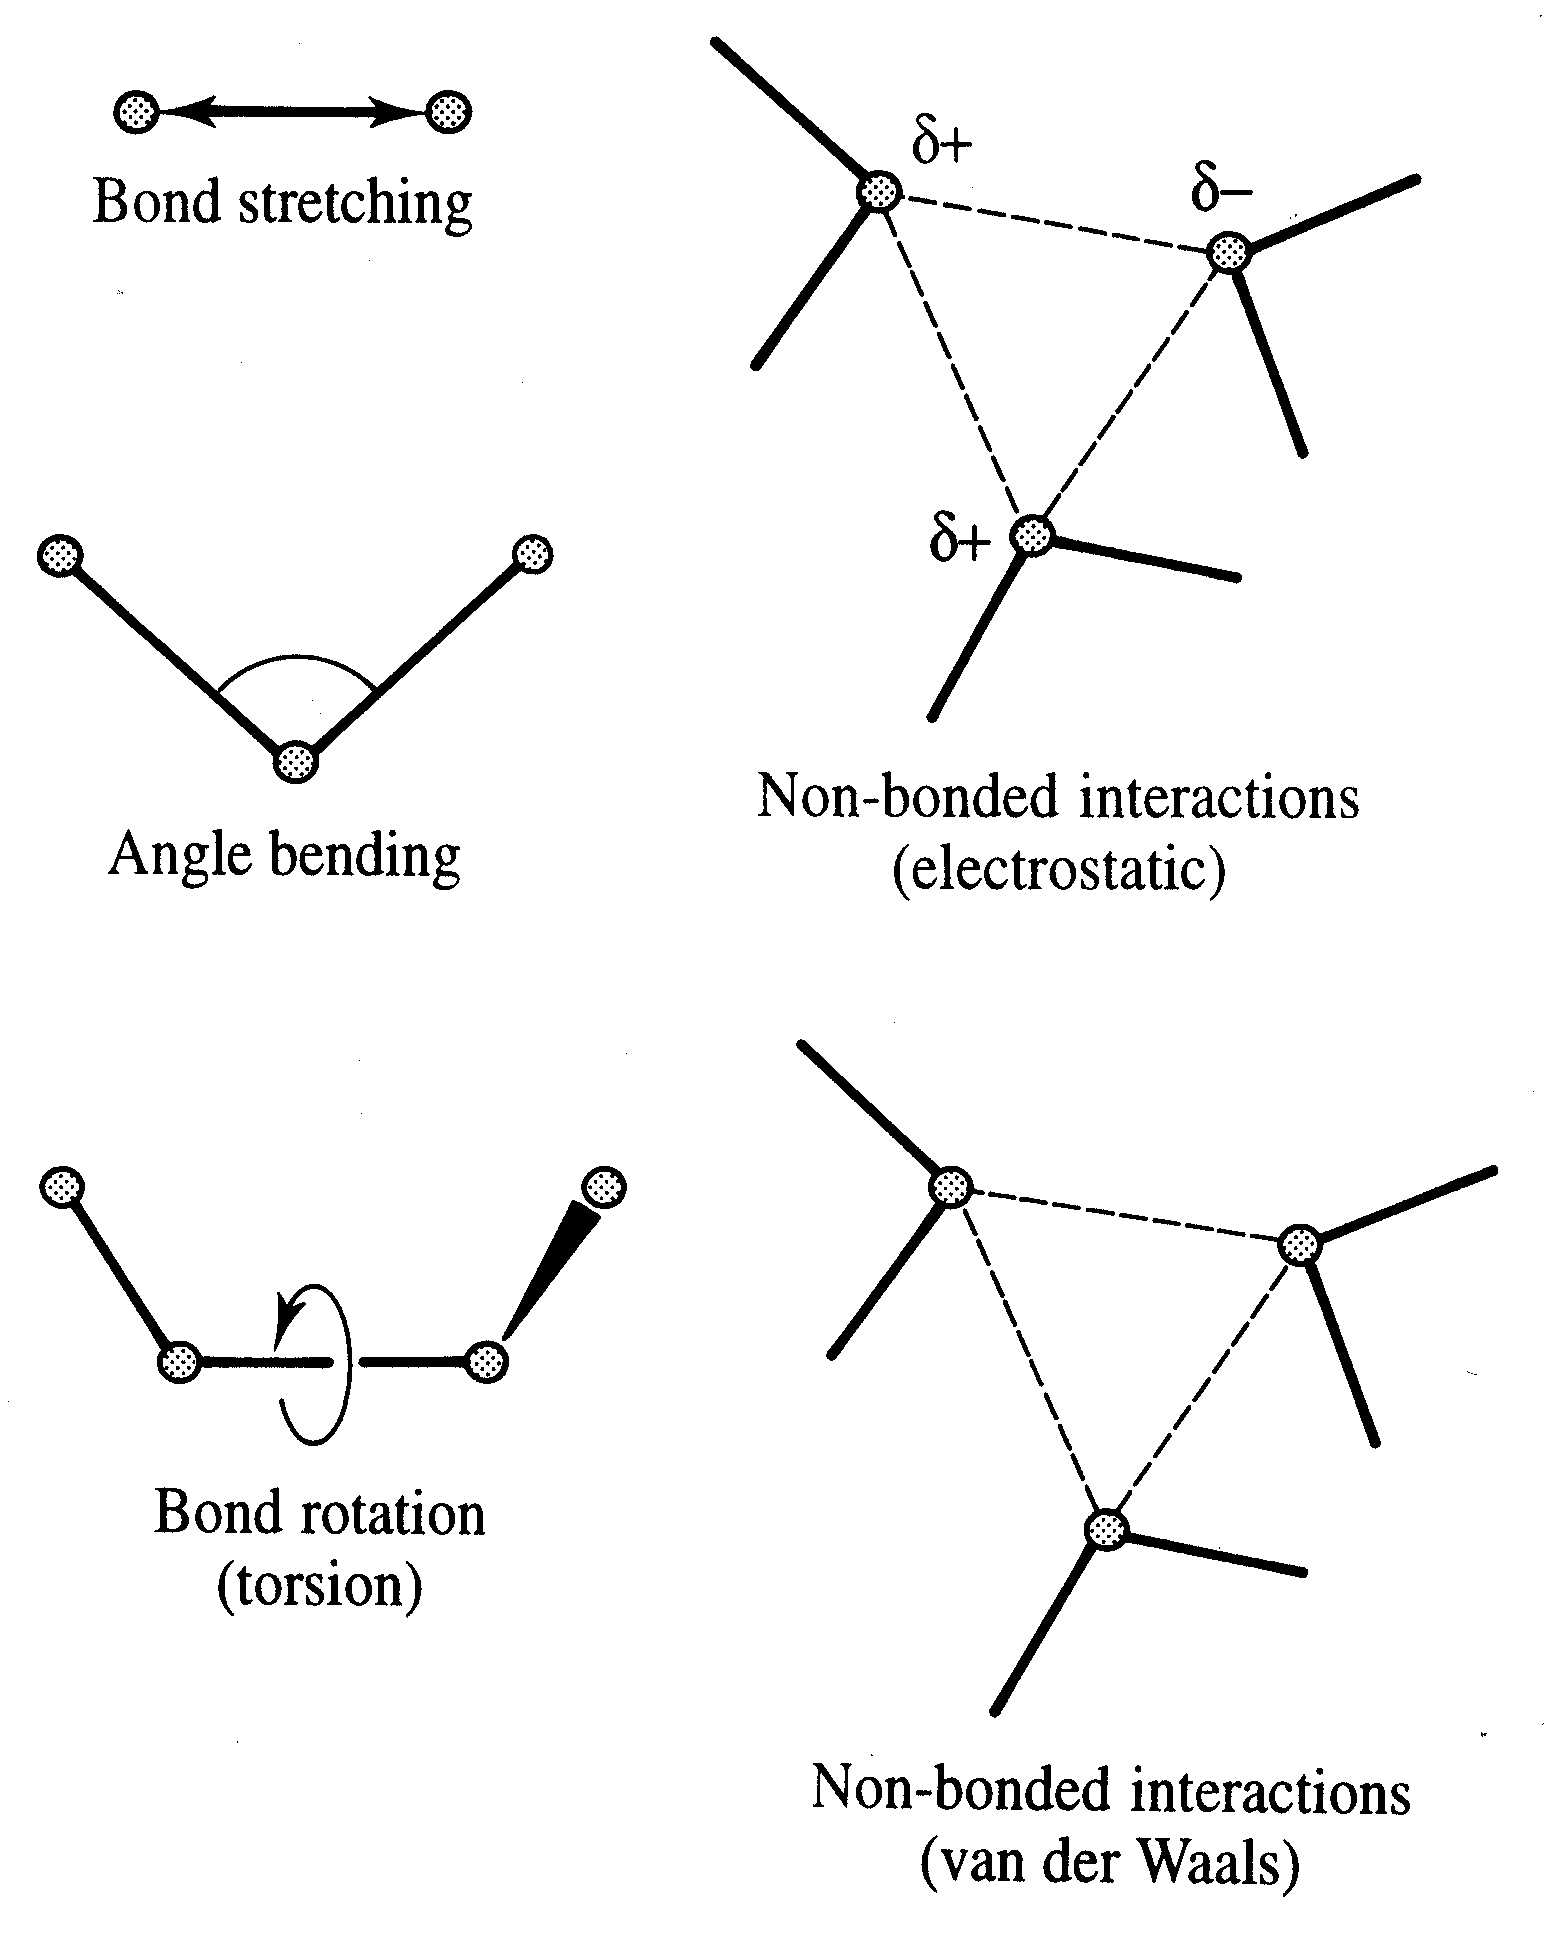 Bond stretching
Angle bending
Bond rotation
(torsion)
δ+
δ−
δ+
Non-bonded interactions
(electrostatic)
Non-bonded interactions
(van der Waals)